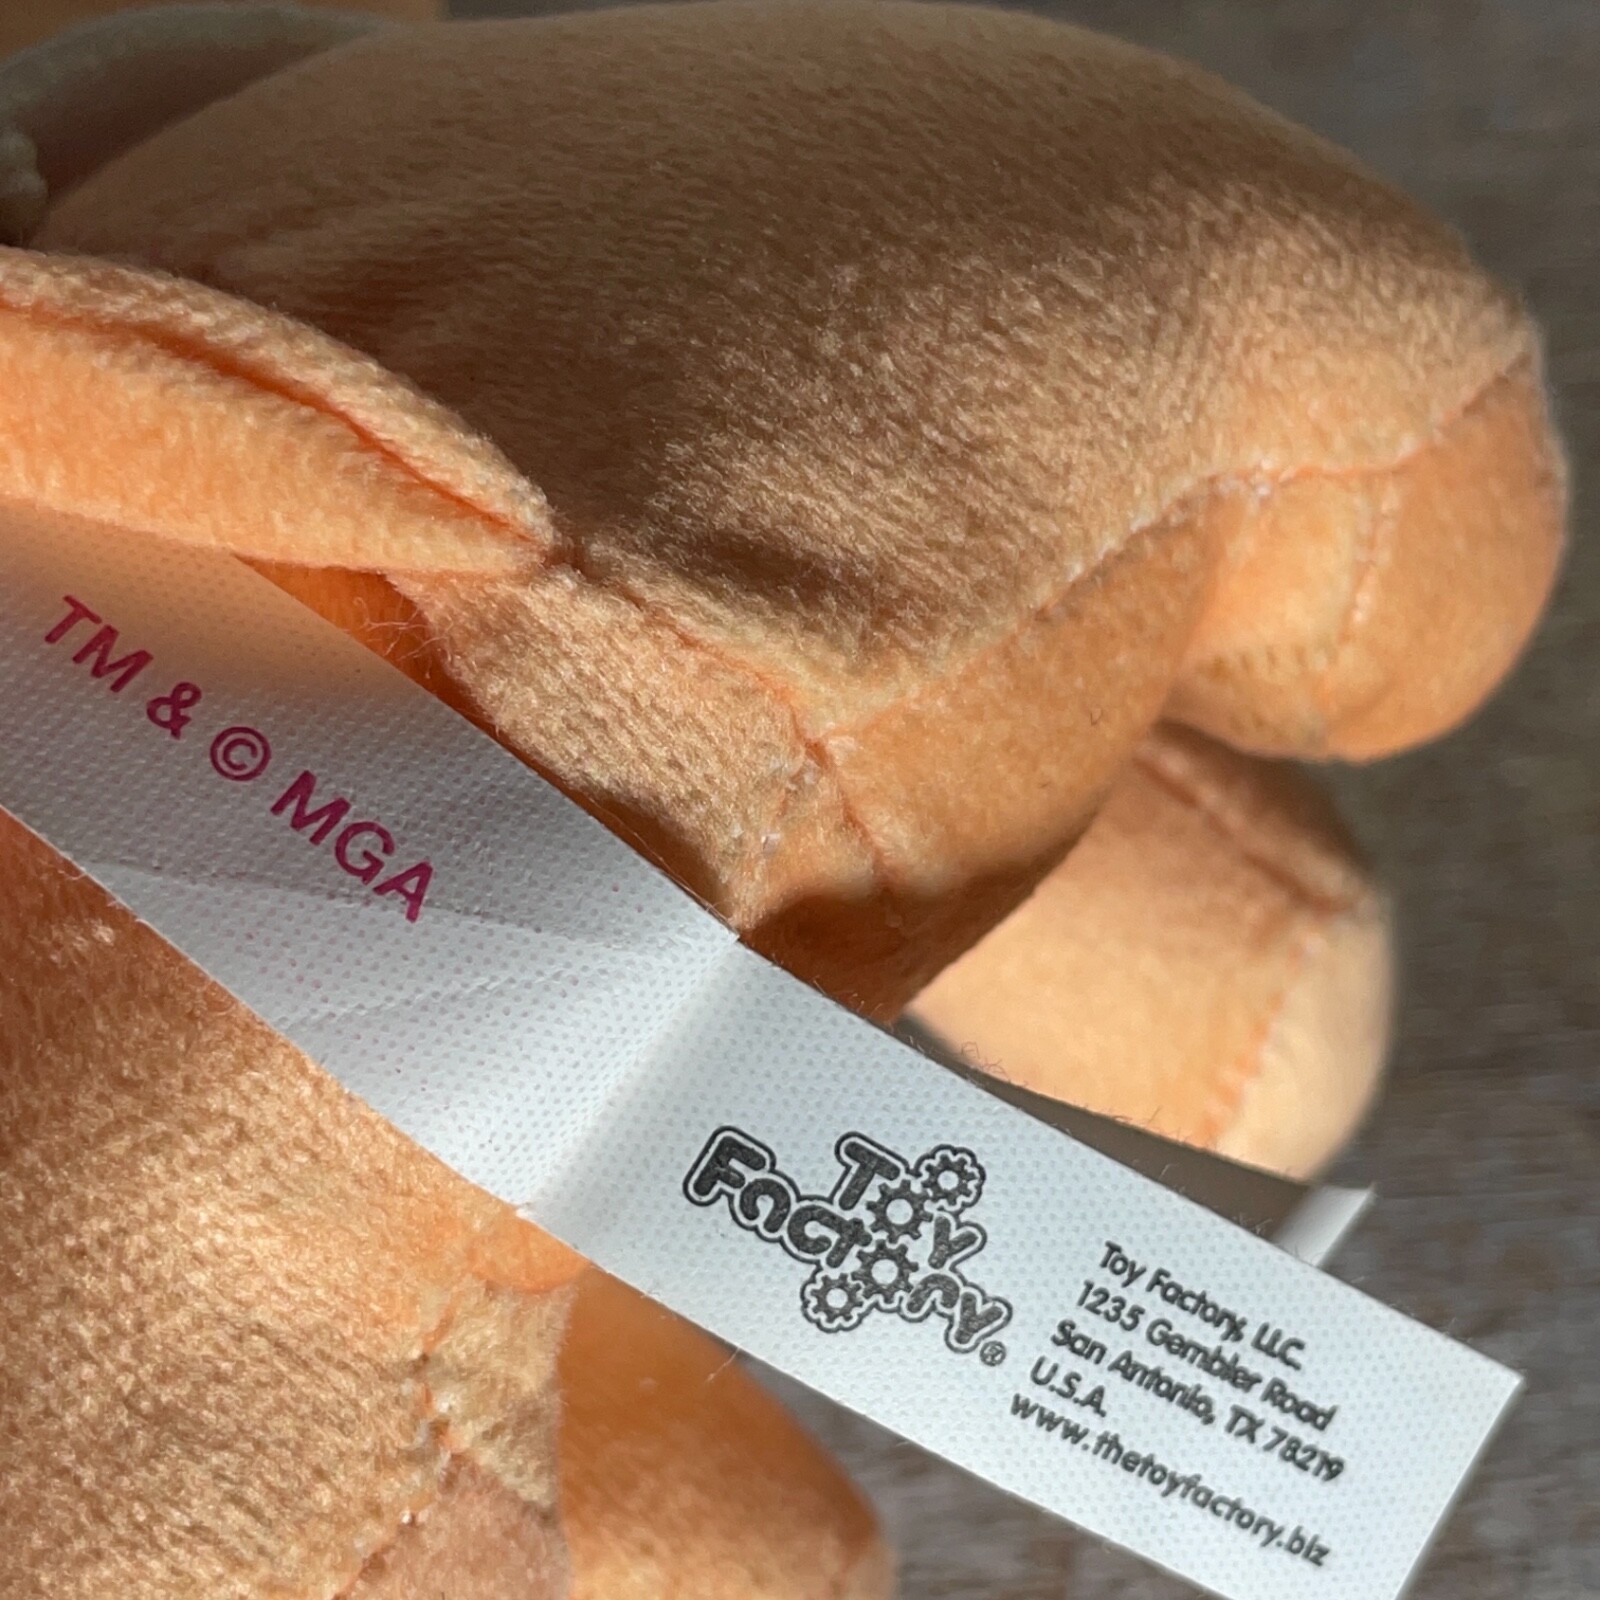 TM & © MGA
Toy
Factory®
Toy Factory, LLC
1235 Gembler Road
San Antonio, TX 78219
U.S.A.
www.thetoyfactory.biz